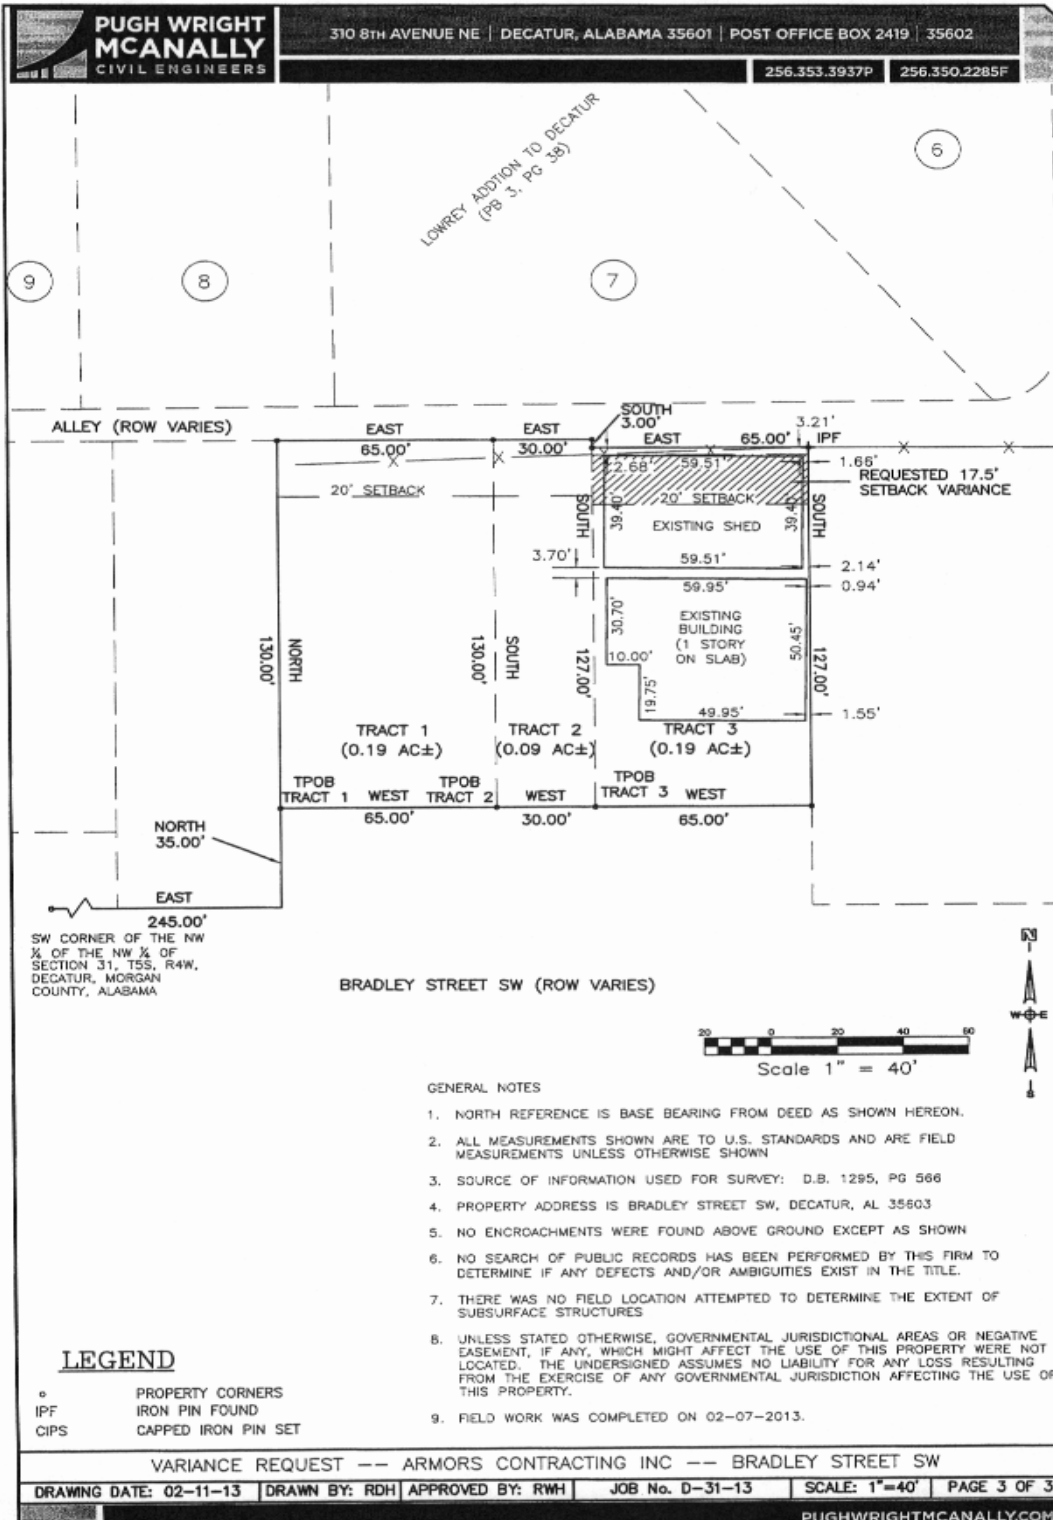 PUGH WRIGHT
MCANALLY
CIVIL ENGINEERS
310 8TH AVENUE NE | DECATUR, ALABAMA 35601 | POST OFFICE BOX 2419 | 35602
256.353.3937P
256.350.2285F
LOWREY ADDTION TO DECATUR
(PB 3, PG 38)
6
9
8
7
ALLEY (ROW VARIES)
EAST
65.00'
EAST
30.00'
SOUTH
3.00'
EAST
65.00'
3.21'
IPF
2.68'
59.51'
1.66'
REQUESTED 17.5'
SETBACK VARIANCE
20' SETBACK
20' SETBACK
SOUTH
39.40'
39.40'
SOUTH
EXISTING SHED
3.70'
59.51'
2.14'
59.95'
0.94'
30.70'
EXISTING
BUILDING
(1 STORY
ON SLAB)
50.45'
130.00'
NORTH
130.00'
SOUTH
127.00'
10.00'
127.00'
19.75'
49.95'
1.55'
TRACT 1
(0.19 AC±)
TRACT 2
(0.09 AC±)
TRACT 3
(0.19 AC±)
TPOB
TRACT 1
WEST
65.00'
TPOB
TRACT 2
WEST
30.00'
TPOB
TRACT 3
WEST
65.00'
NORTH
35.00'
EAST
245.00'
SW CORNER OF THE NW
¼ OF THE NW ¼ OF
SECTION 31, T5S, R4W,
DECATUR, MORGAN
COUNTY, ALABAMA
BRADLEY STREET SW (ROW VARIES)
N
W E
S
20 0 20 40 60
Scale 1" = 40'
GENERAL NOTES
1. NORTH REFERENCE IS BASE BEARING FROM DEED AS SHOWN HEREON.
2. ALL MEASUREMENTS SHOWN ARE TO U.S. STANDARDS AND ARE FIELD
MEASUREMENTS UNLESS OTHERWISE SHOWN
3. SOURCE OF INFORMATION USED FOR SURVEY: D.B. 1295, PG 566
4. PROPERTY ADDRESS IS BRADLEY STREET SW, DECATUR, AL 35603
5. NO ENCROACHMENTS WERE FOUND ABOVE GROUND EXCEPT AS SHOWN
6. NO SEARCH OF PUBLIC RECORDS HAS BEEN PERFORMED BY THIS FIRM TO
DETERMINE IF ANY DEFECTS AND/OR AMBIGUITIES EXIST IN THE TITLE.
7. THERE WAS NO FIELD LOCATION ATTEMPTED TO DETERMINE THE EXTENT OF
SUBSURFACE STRUCTURES
8. UNLESS STATED OTHERWISE, GOVERNMENTAL JURISDICTIONAL AREAS OR NEGATIVE
EASEMENT, IF ANY, WHICH MIGHT AFFECT THE USE OF THIS PROPERTY WERE NOT
LOCATED. THE UNDERSIGNED ASSUMES NO LIABILITY FOR ANY LOSS RESULTING
FROM THE EXERCISE OF ANY GOVERNMENTAL JURISDICTION AFFECTING THE USE OF
THIS PROPERTY.
9. FIELD WORK WAS COMPLETED ON 02-07-2013.
LEGEND
PROPERTY CORNERS
IPF IRON PIN FOUND
CIPS CAPPED IRON PIN SET
VARIANCE REQUEST -- ARMORS CONTRACTING INC -- BRADLEY STREET SW
DRAWING DATE: 02-11-13 DRAWN BY: RDH APPROVED BY: RWH JOB No. D-31-13 SCALE: 1"=40' PAGE 3 OF 3
PUGHWRIGHTMCANALLY.COM